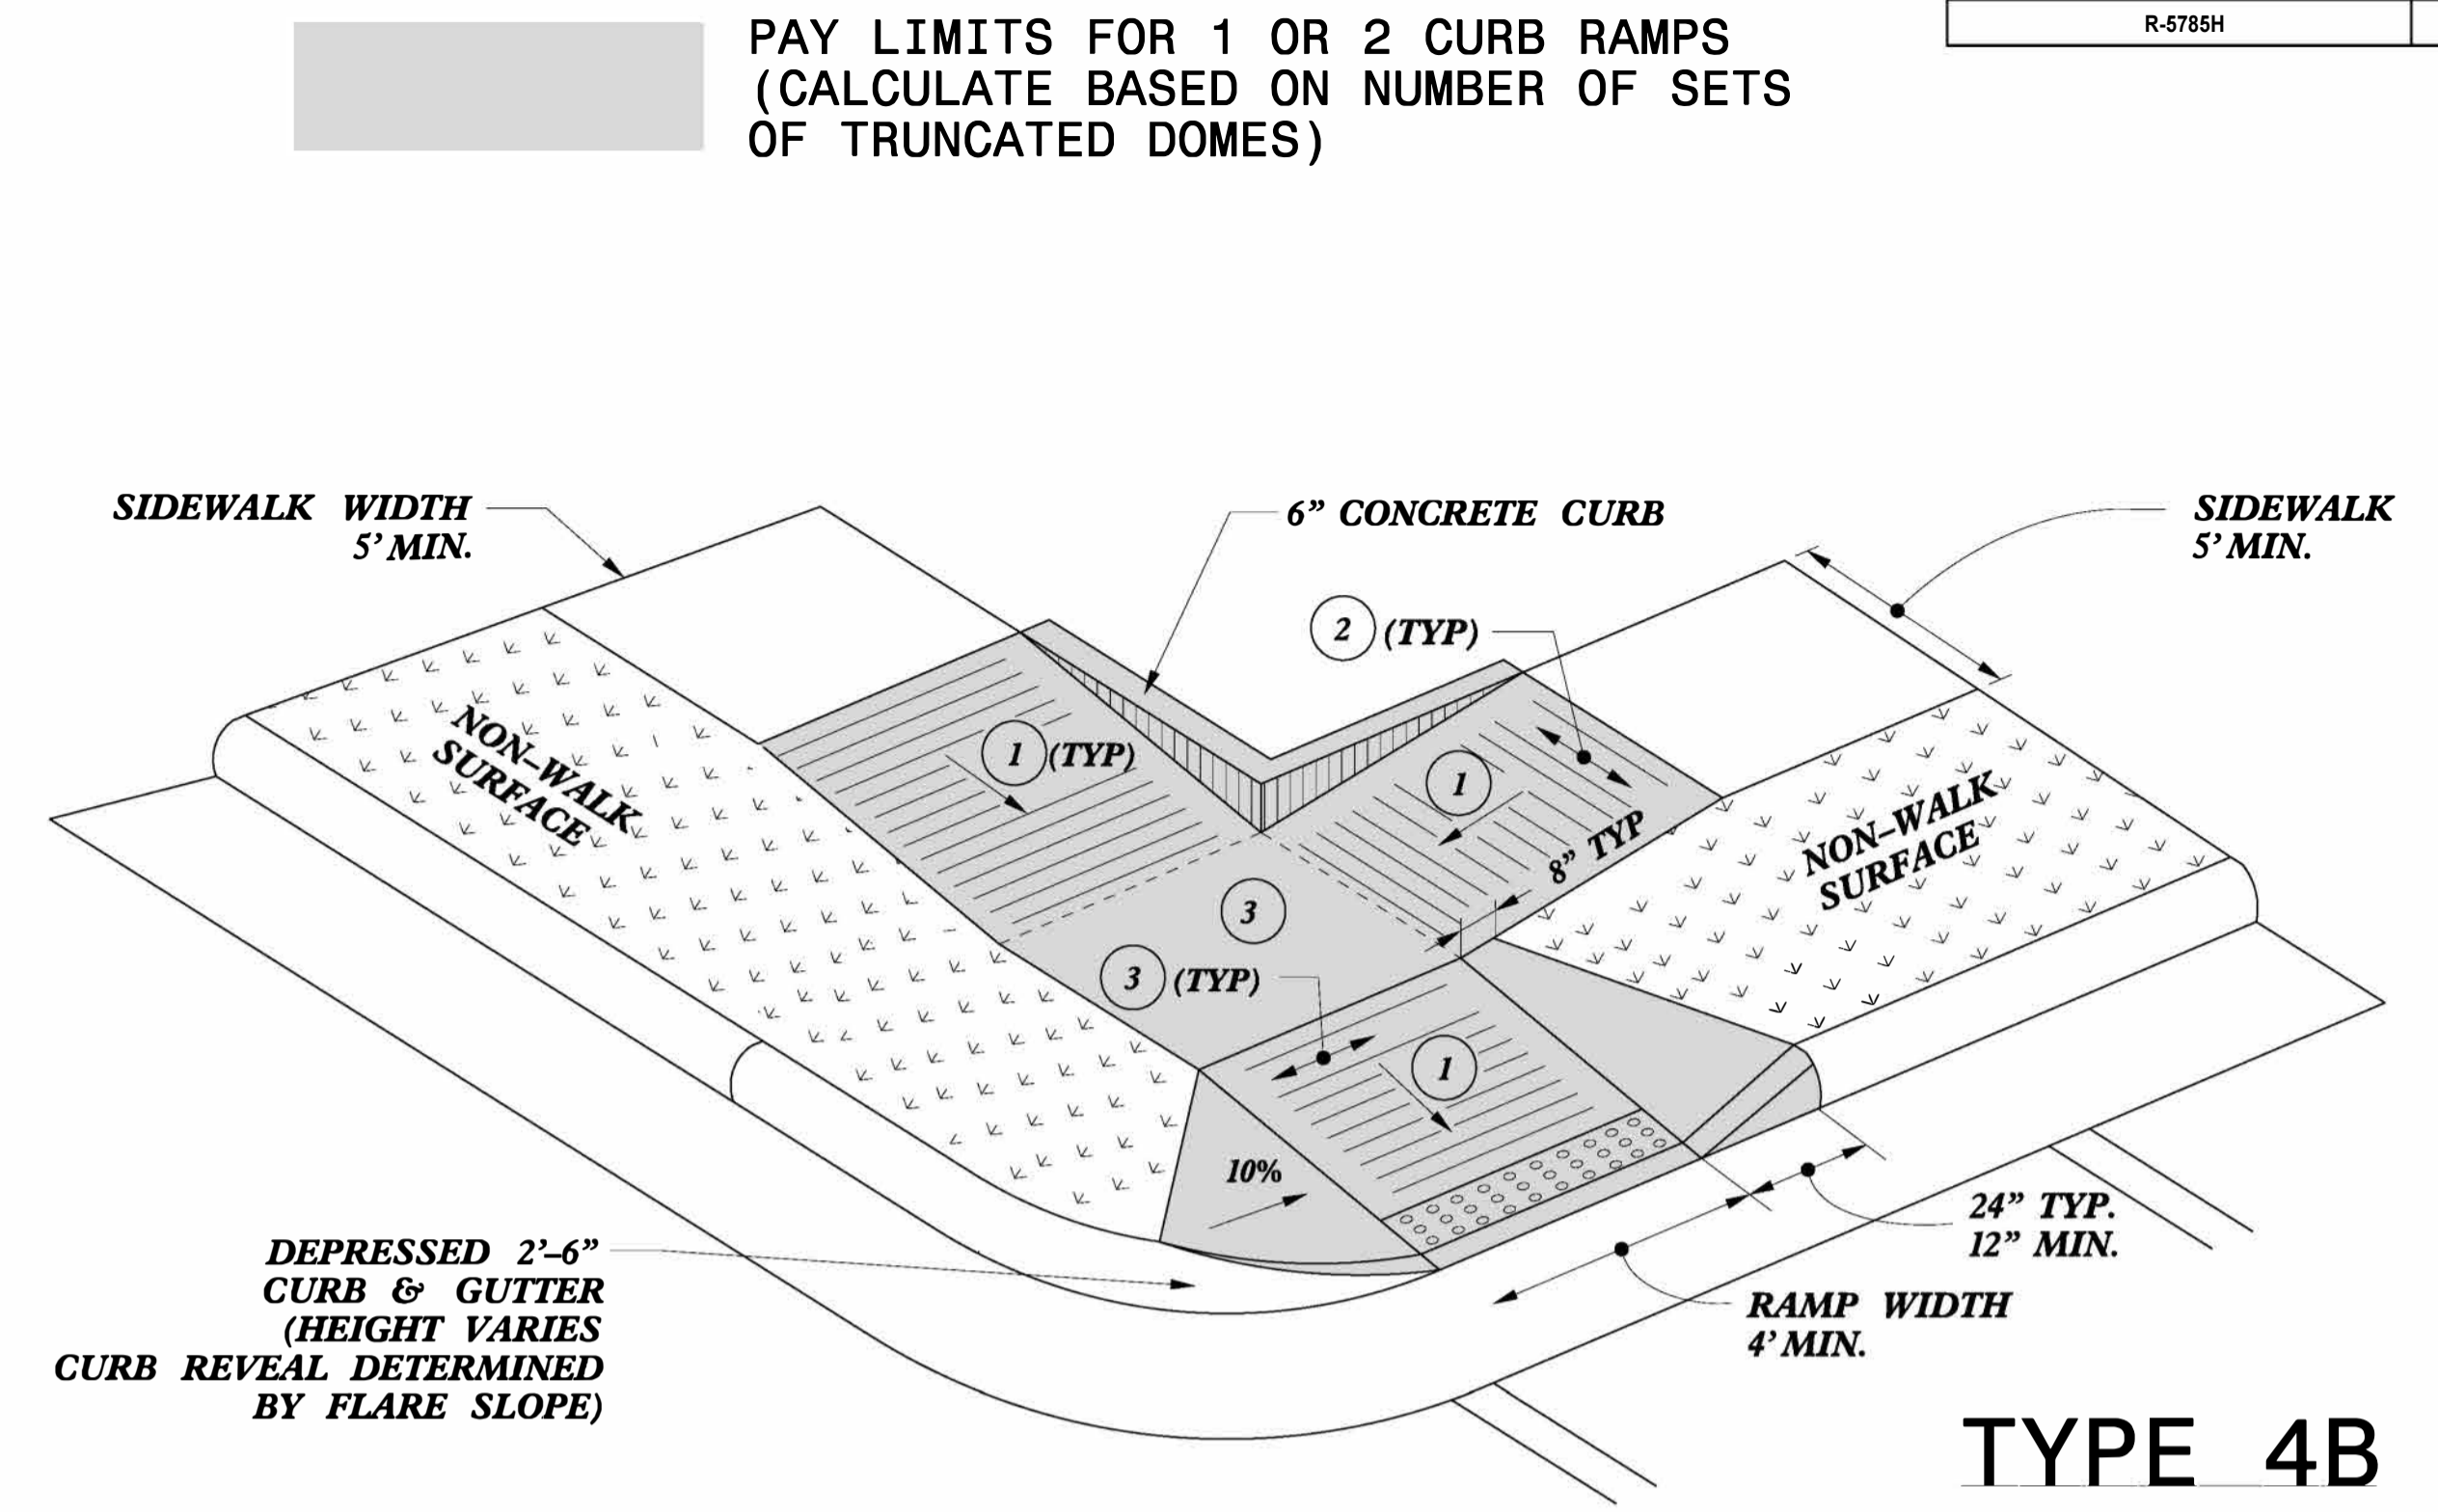 PAY LIMITS FOR 1 OR 2 CURB RAMPS
(CALCULATE BASED ON NUMBER OF SETS
OF TRUNCATED DOMES)
R-5785H
SIDEWALK WIDTH
5' MIN.
6" CONCRETE CURB
SIDEWALK
5' MIN.
2 (TYP)
NON-WALK
SURFACE
1 (TYP)
1
8" TYP
NON-WALK
SURFACE
3
3 (TYP)
1
10%
24" TYP.
12" MIN.
DEPRESSED 2'-6"
CURB & GUTTER
(HEIGHT VARIES
CURB REVEAL DETERMINED
BY FLARE SLOPE)
RAMP WIDTH
4' MIN.
TYPE 4B